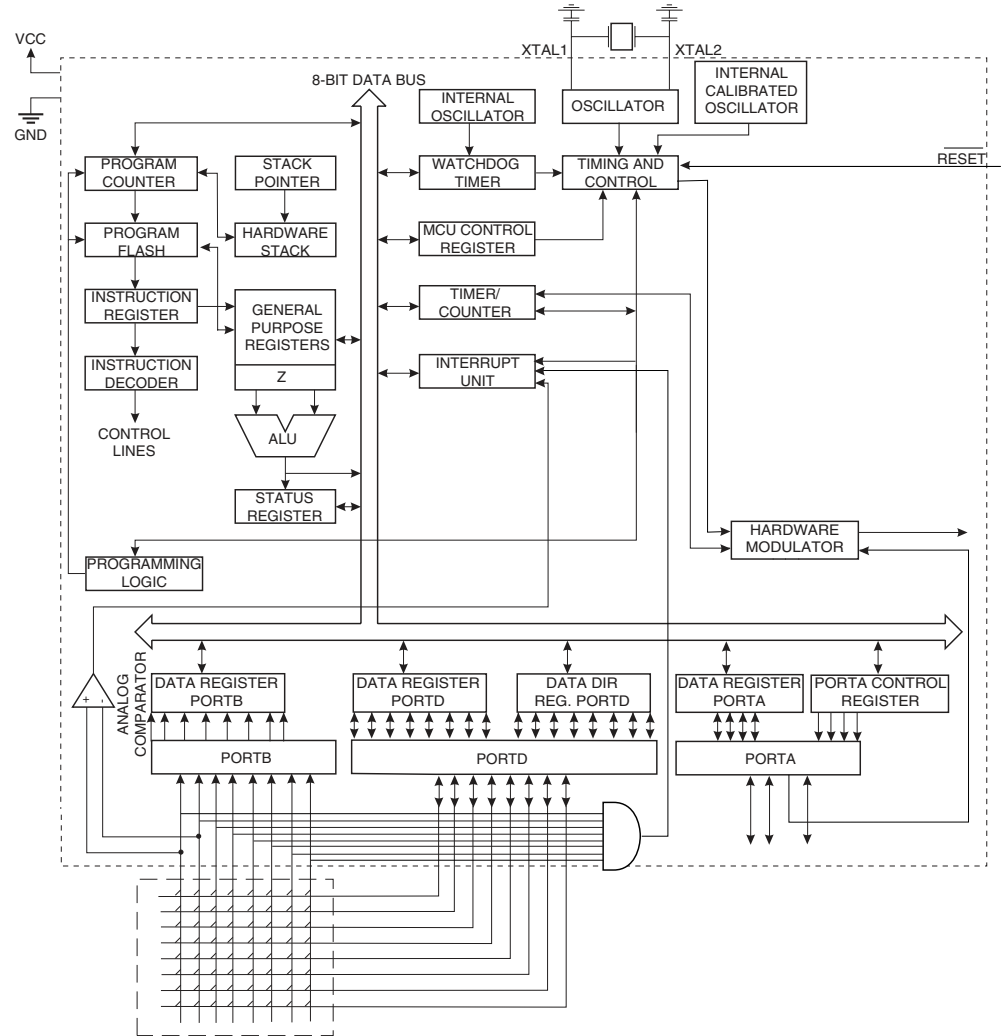 VCC
GND
XTAL1
XTAL2
8-BIT DATA BUS
INTERNAL
OSCILLATOR
OSCILLATOR
INTERNAL
CALIBRATED
OSCILLATOR
PROGRAM
COUNTER
STACK
POINTER
WATCHDOG
TIMER
TIMING AND
CONTROL
RESET
PROGRAM
FLASH
HARDWARE
STACK
MCU CONTROL
REGISTER
INSTRUCTION
REGISTER
GENERAL
PURPOSE
REGISTERS
TIMER/
COUNTER
INSTRUCTION
DECODER
Z
INTERRUPT
UNIT
CONTROL
LINES
ALU
STATUS
REGISTER
HARDWARE
MODULATOR
PROGRAMMING
LOGIC
ANALOG
COMPARATOR
+
-
DATA REGISTER
PORTB
DATA REGISTER
PORTD
DATA DIR
REG. PORTD
DATA REGISTER
PORTA
PORTA CONTROL
REGISTER
PORTB
PORTD
PORTA